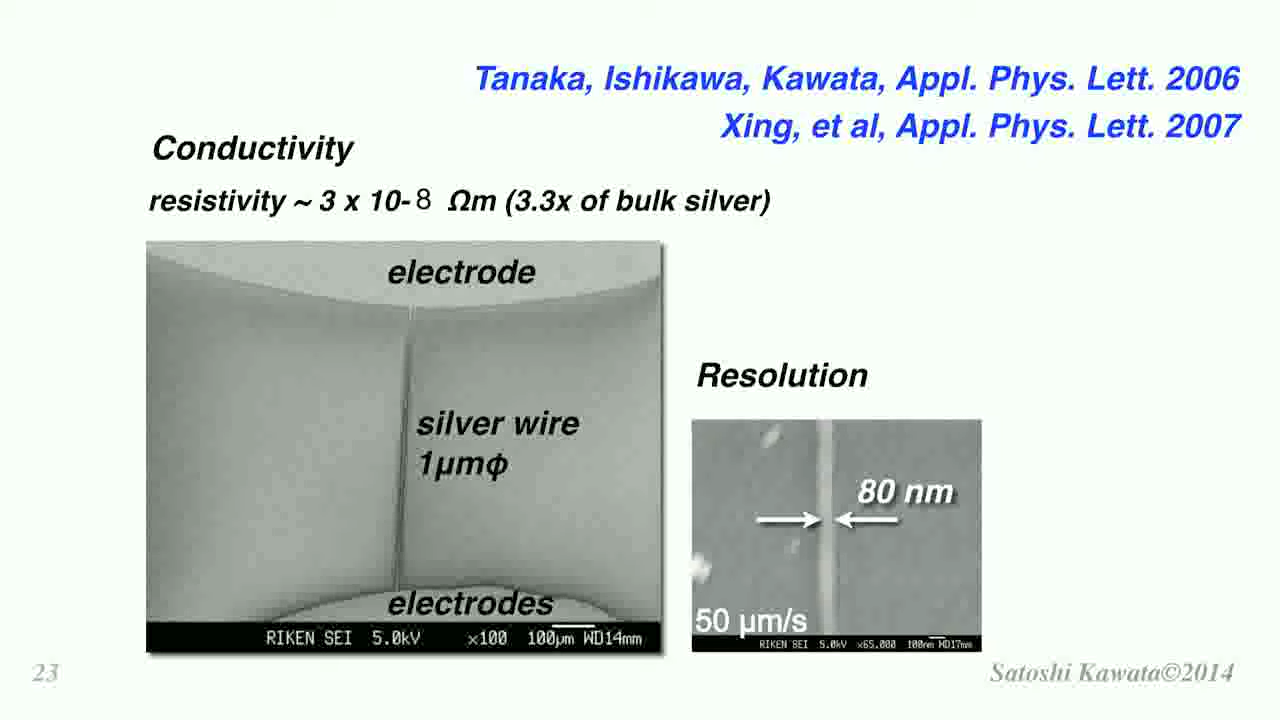 Tanaka, Ishikawa, Kawata, Appl. Phys. Lett. 2006
Xing, et al, Appl. Phys. Lett. 2007
Conductivity
resistivity ~ 3 x 10-8 Ωm (3.3x of bulk silver)
electrode
silver wire
1μmϕ
electrodes
RIKEN SEI 5.0kV ×100 100μm WD14mm
Resolution
80 nm
50 μm/s
RIKEN SEI 5.0kV ×65,000 100nm WD17mm
23
Satoshi Kawata©2014